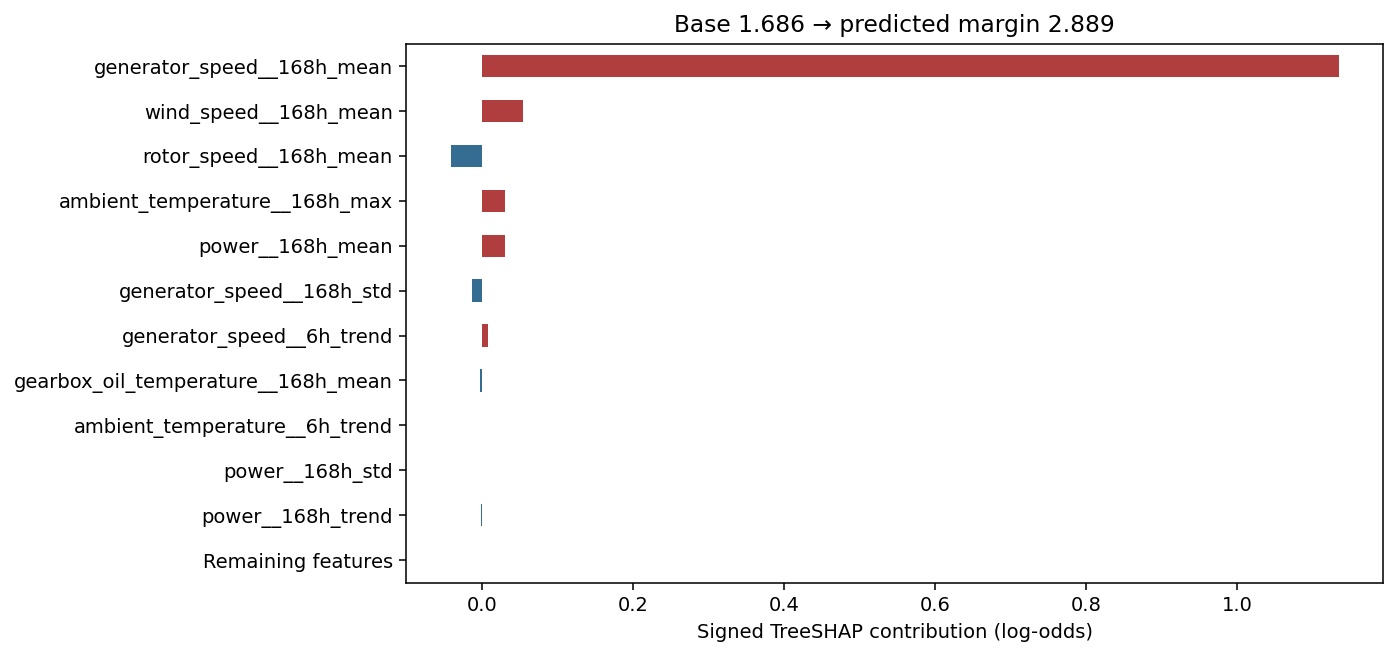 Base 1.686 → predicted margin 2.889
generator_speed__168h_mean
wind_speed__168h_mean
rotor_speed__168h_mean
ambient_temperature__168h_max
power__168h_mean
generator_speed__168h_std
generator_speed__6h_trend
gearbox_oil_temperature__168h_mean
ambient_temperature__6h_trend
power__168h_std
power__168h_trend
Remaining features
0.0 0.2 0.4 0.6 0.8 1.0
Signed TreeSHAP contribution (log-odds)